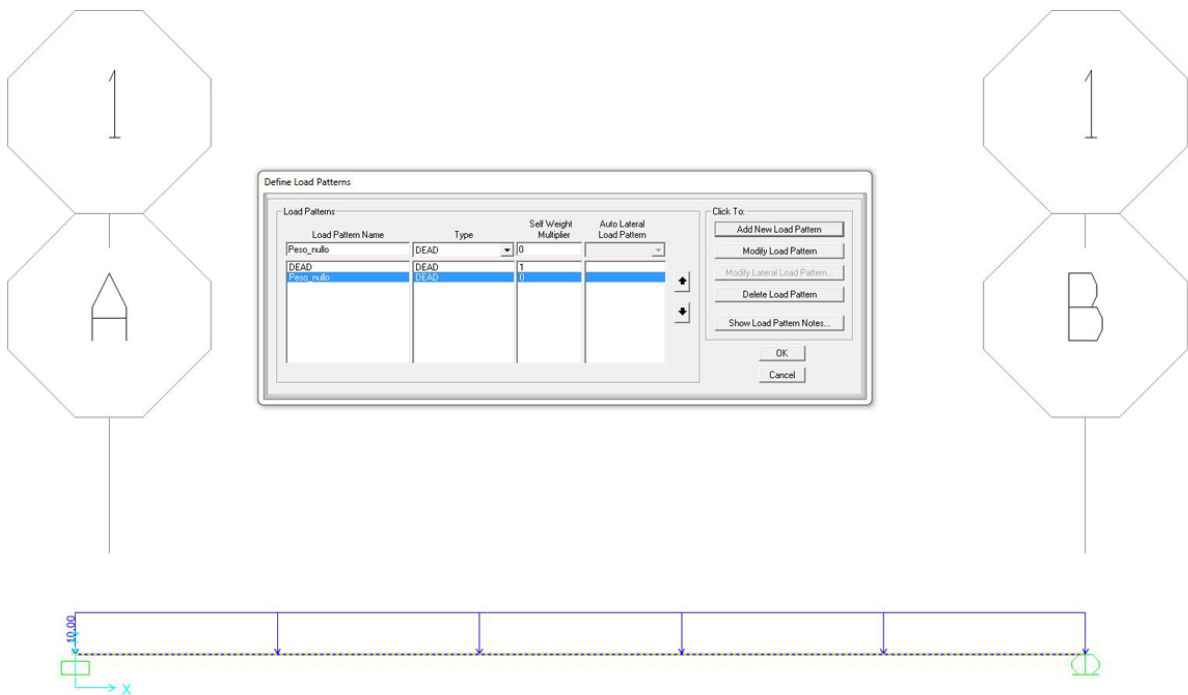 1
1
A
B
Define Load Patterns
Load Patterns
Click To:
Load Pattern Name
Type
Self Weight
Multiplier
Auto Lateral
Load Pattern
Peso_nullo
DEAD
0
DEAD
DEAD
1
Peso_nullo
DEAD
0
Add New Load Pattern
Modify Load Pattern
Modify Lateral Load Pattern...
Delete Load Pattern
Show Load Pattern Notes...
OK
Cancel
10.00
X